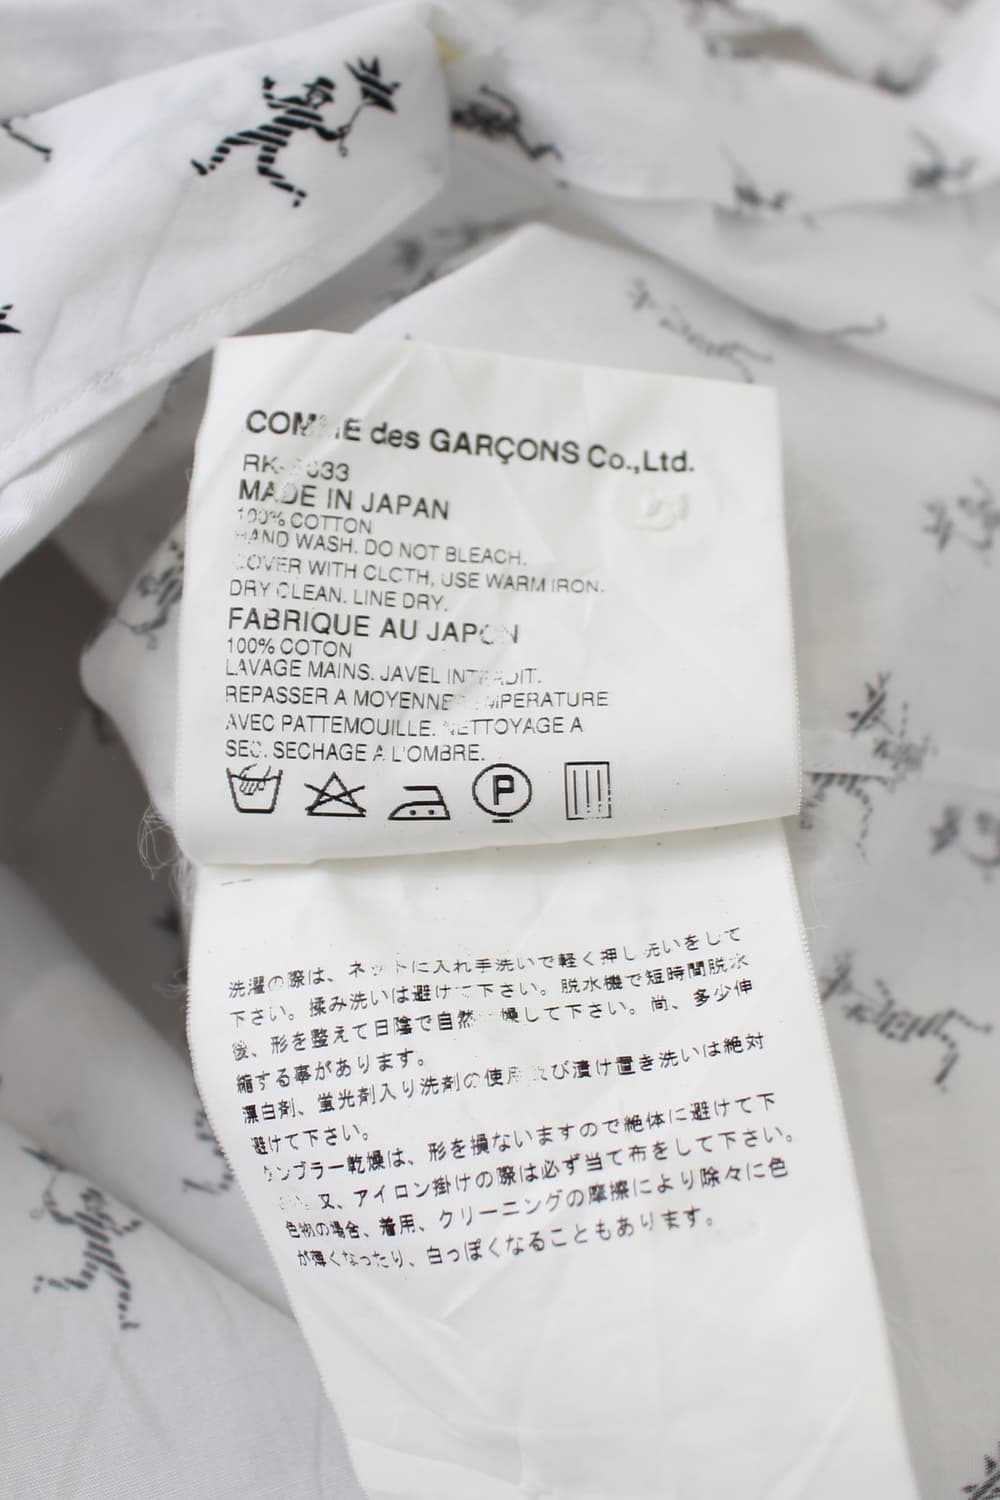 COMME des GARÇONS Co.,Ltd.
MADE IN JAPAN
100% COTTON
HAND WASH. DO NOT BLEACH.
COVER WITH CLOTH, USE WARM IRON.
DRY CLEAN. LINE DRY.
FABRIQUE AU JAPON
100% COTON
LAVAGE MAINS. JAVEL INTERDIT.
REPASSER A MOYENNE TEMPERATURE
AVEC PATTEMOUILLE. NETTOYAGE A
SEC. SECHAGE A L'OMBRE.
P
洗濯の際は、ネットに入れ手洗いで軽く押し洗いをして
下さい。揉み洗いは避けて下さい。脱水機で短時間脱水
後、形を整えて日陰で自然乾燥して下さい。尚、多少伸
縮する事があります。
漂白剤、蛍光剤入り洗剤の使用及び漬け置き洗いは絶対
避けて下さい。
タンブラー乾燥は、形を損ないますので絶体に避けて下
さい。又、アイロン掛けの際は必ず当て布をして下さい。
色物の場合、着用、クリーニングの摩擦により除々に色
が薄くなったり、白っぽくなることもあります。